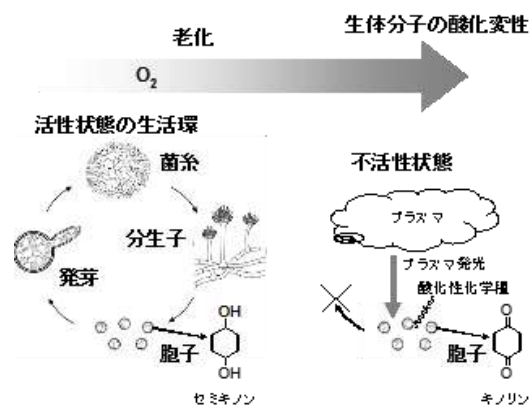 生体分子の酸化変性
老化
O2
活性状態の生活環
菌糸
分生子
発芽
胞子
OH
OH
セミキノン
不活性状態
プラズマ
プラズマ発光
酸化性化学種
胞子
O
O
キノリン